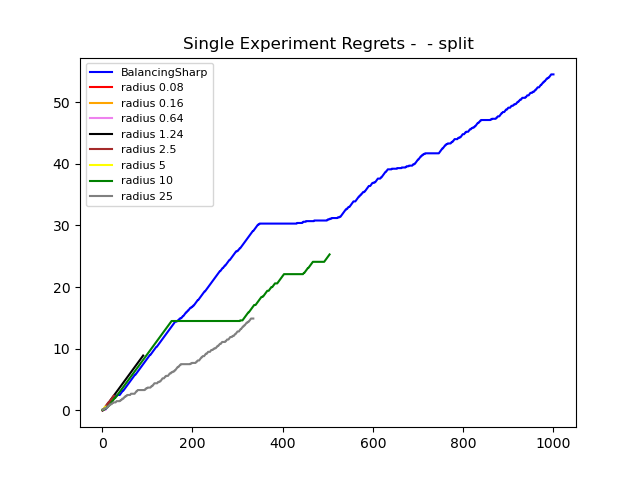 Single Experiment Regrets -  - split
BalancingSharp
radius 0.08
radius 0.16
radius 0.64
radius 1.24
radius 2.5
radius 5
radius 10
radius 25
50
40
30
20
10
0
0 200 400 600 800 1000